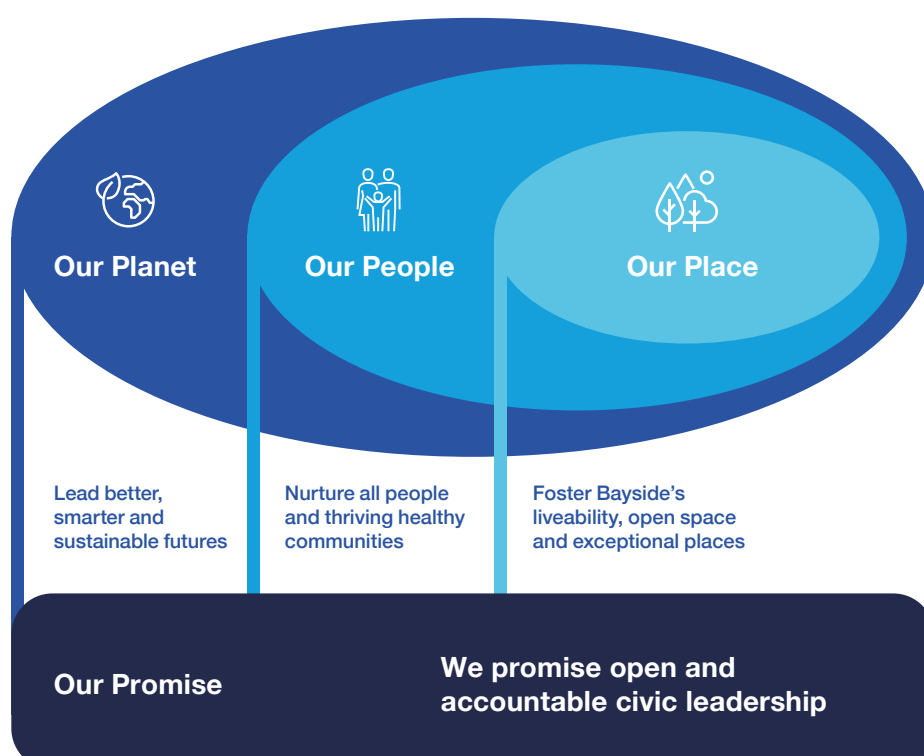 Our Planet
Our People
Our Place
Lead better,
smarter and
sustainable futures
Nurture all people
and thriving healthy
communities
Foster Bayside’s
liveability, open space
and exceptional places
Our Promise
We promise open and
accountable civic leadership